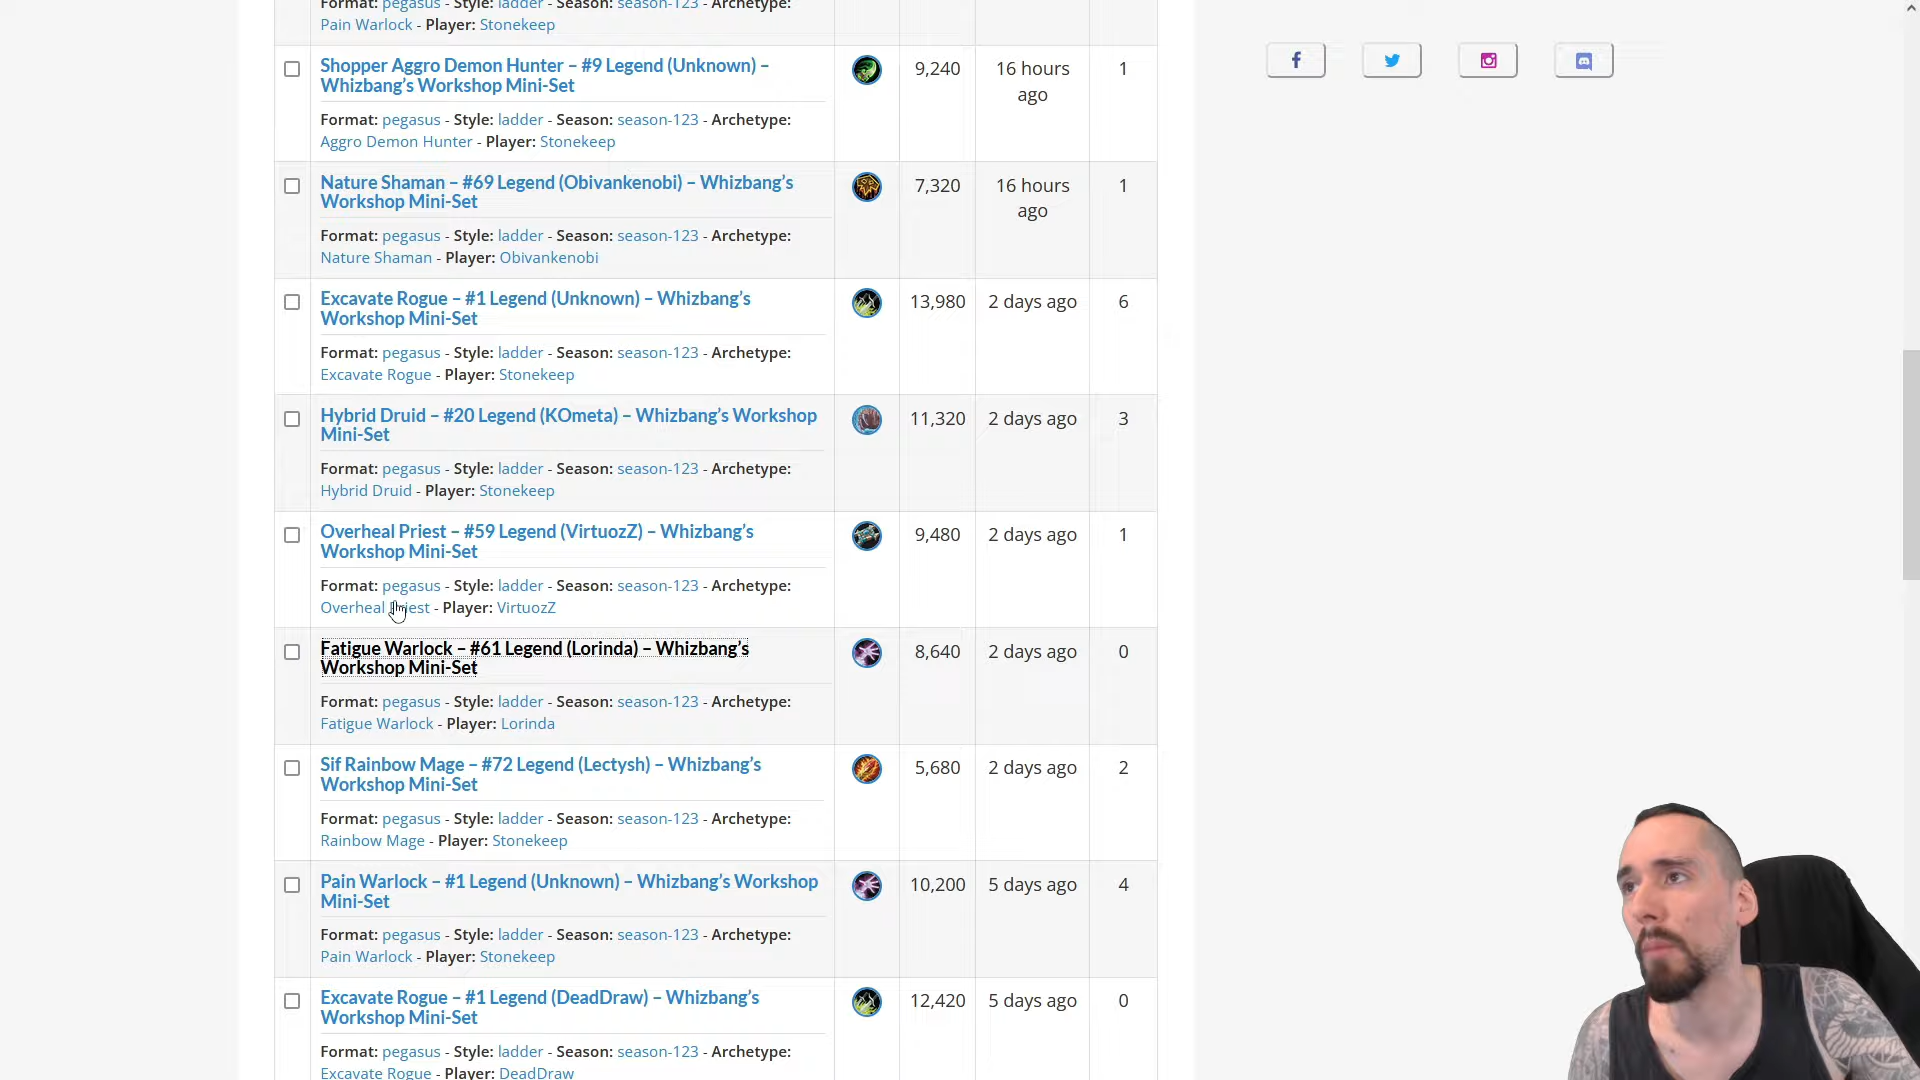 Format: pegasus - Style: ladder - Season: season-123 - Archetype:
Pain Warlock - Player: Stonekeep
Shopper Aggro Demon Hunter – #9 Legend (Unknown) –
Whizbang's Workshop Mini-Set
9,240
16 hours
ago
1
Format: pegasus - Style: ladder - Season: season-123 - Archetype:
Aggro Demon Hunter - Player: Stonekeep
Nature Shaman – #69 Legend (Obivankenobi) – Whizbang's
Workshop Mini-Set
7,320
16 hours
ago
1
Format: pegasus - Style: ladder - Season: season-123 - Archetype:
Nature Shaman - Player: Obivankenobi
Excavate Rogue – #1 Legend (Unknown) – Whizbang's
Workshop Mini-Set
13,980
2 days ago
6
Format: pegasus - Style: ladder - Season: season-123 - Archetype:
Excavate Rogue - Player: Stonekeep
Hybrid Druid – #20 Legend (KOmeta) – Whizbang's Workshop
Mini-Set
11,320
2 days ago
3
Format: pegasus - Style: ladder - Season: season-123 - Archetype:
Hybrid Druid - Player: Stonekeep
Overheal Priest – #59 Legend (VirtuozZ) – Whizbang's
Workshop Mini-Set
9,480
2 days ago
1
Format: pegasus - Style: ladder - Season: season-123 - Archetype:
Overheal Priest - Player: VirtuozZ
Fatigue Warlock – #61 Legend (Lorinda) – Whizbang's
Workshop Mini-Set
8,640
2 days ago
0
Format: pegasus - Style: ladder - Season: season-123 - Archetype:
Fatigue Warlock - Player: Lorinda
Sif Rainbow Mage – #72 Legend (Lectysh) – Whizbang's
Workshop Mini-Set
5,680
2 days ago
2
Format: pegasus - Style: ladder - Season: season-123 - Archetype:
Rainbow Mage - Player: Stonekeep
Pain Warlock – #1 Legend (Unknown) – Whizbang's Workshop
Mini-Set
10,200
5 days ago
4
Format: pegasus - Style: ladder - Season: season-123 - Archetype:
Pain Warlock - Player: Stonekeep
Excavate Rogue – #1 Legend (DeadDraw) – Whizbang's
Workshop Mini-Set
12,420
5 days ago
0
Format: pegasus - Style: ladder - Season: season-123 - Archetype:
Excavate Rogue - Player: DeadDraw